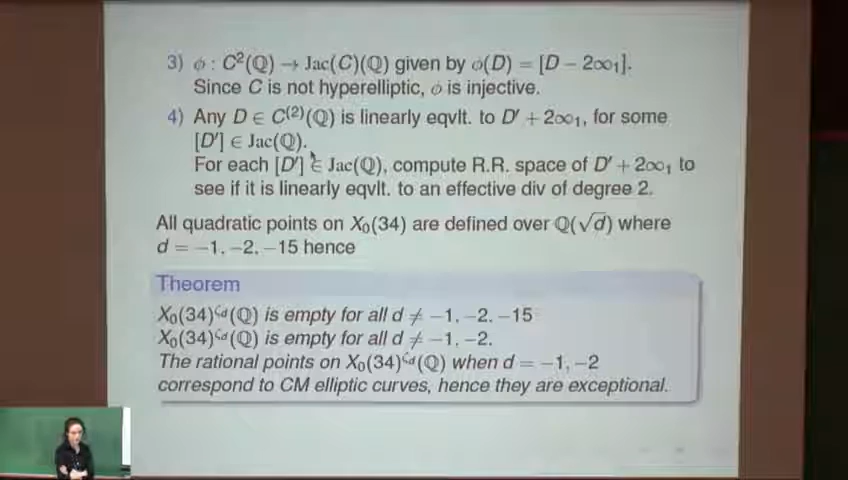 3) ϕ : C²(ℚ) → Jac(C)(ℚ) given by ϕ(D) = [D − 2∞₁].
Since C is not hyperelliptic, ϕ is injective.
4) Any D ∈ C⁽²⁾(ℚ) is linearly eqvlt. to D′ + 2∞₁, for some
[D′] ∈ Jac(ℚ).
For each [D′] ∈ Jac(ℚ), compute R.R. space of D′ + 2∞₁ to
see if it is linearly eqvlt. to an effective div of degree 2.
All quadratic points on X₀(34) are defined over ℚ(√d) where
d = −1, −2, −15 hence
Theorem
X₀(34)^ζd(ℚ) is empty for all d ≠ −1, −2, −15
X₀(34)^ζd(ℚ) is empty for all d ≠ −1, −2.
The rational points on X₀(34)^ζd(ℚ) when d = −1, −2
correspond to CM elliptic curves, hence they are exceptional.